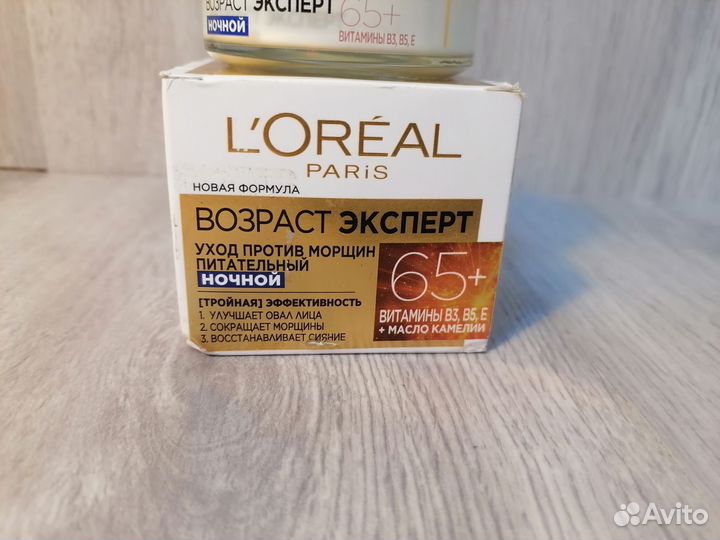 ВОЗРАСТ ЭКСПЕРТ
НОЧНОЙ
65+
ВИТАМИНЫ B3, B5, E
L'ORÉAL
PARIS
НОВАЯ ФОРМУЛА
ВОЗРАСТ ЭКСПЕРТ
УХОД ПРОТИВ МОРЩИН
ПИТАТЕЛЬНЫЙ
НОЧНОЙ
[ТРОЙНАЯ] ЭФФЕКТИВНОСТЬ
1. УЛУЧШАЕТ ОВАЛ ЛИЦА
2. СОКРАЩАЕТ МОРЩИНЫ
3. ВОССТАНАВЛИВАЕТ СИЯНИЕ
65+
ВИТАМИНЫ B3, B5, E
+ МАСЛО КАМЕЛИИ
Avito